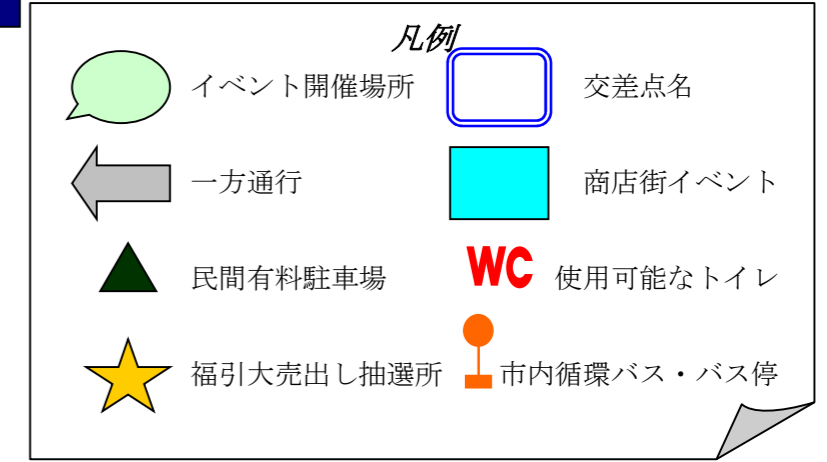 凡例
イベント開催場所 交差点名
一方通行 商店街イベント
民間有料駐車場 WC 使用可能なトイレ
福引大売出し抽選所 市内循環バス・バス停